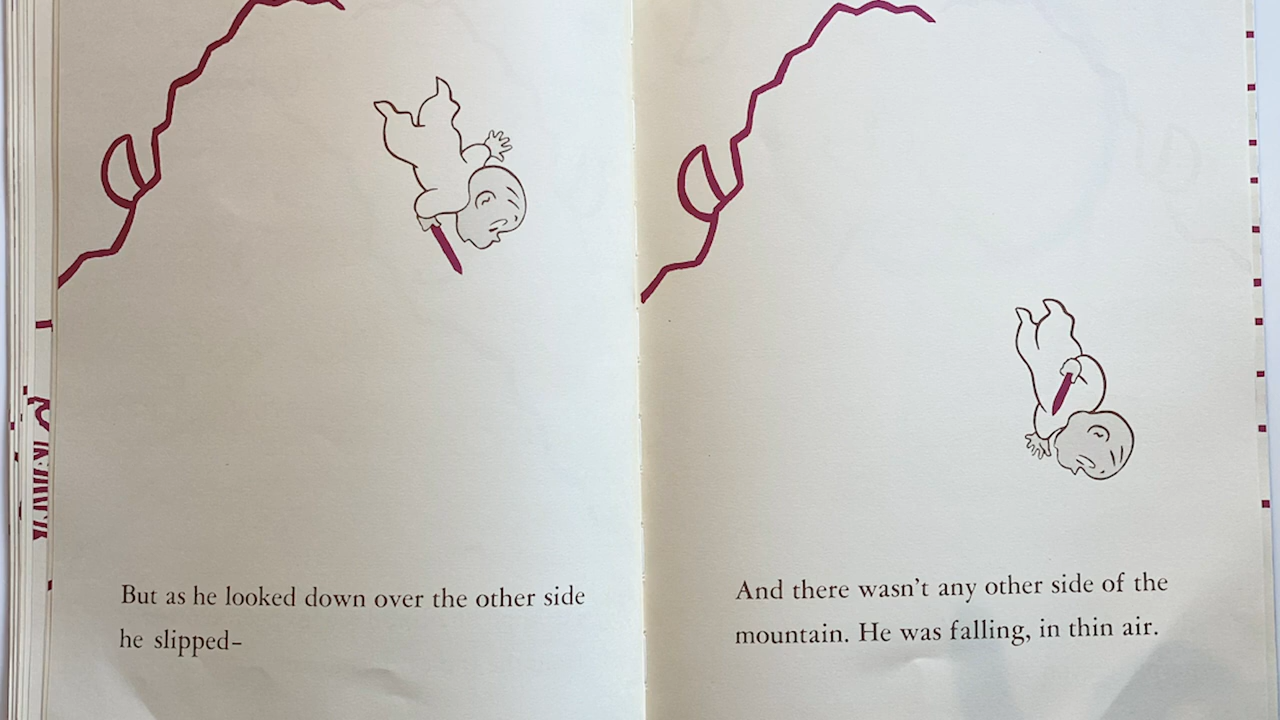 But as he looked down over the other side
he slipped–
And there wasn't any other side of the
mountain. He was falling, in thin air.